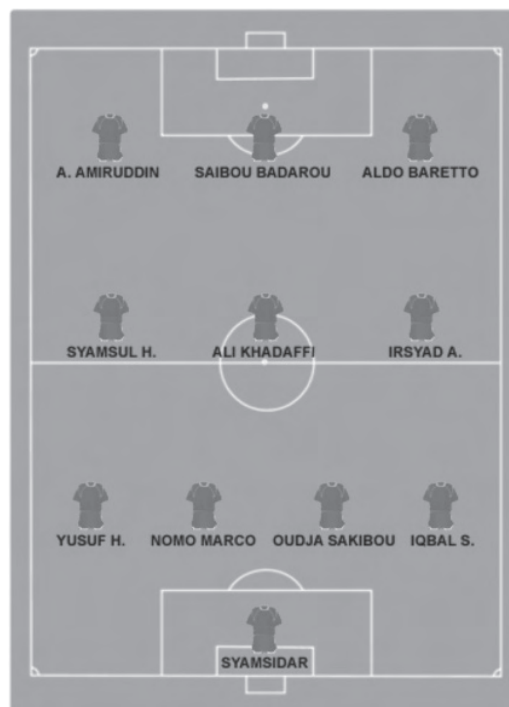 A. AMIRUDDIN SAIBOU BADAROU ALDO BARETTO
SYAMSUL H. ALI KHADAFFI IRSYAD A.
YUSUF H. NOMO MARCO OUDJA SAKIBOU IQBAL S.
SYAMSIDAR